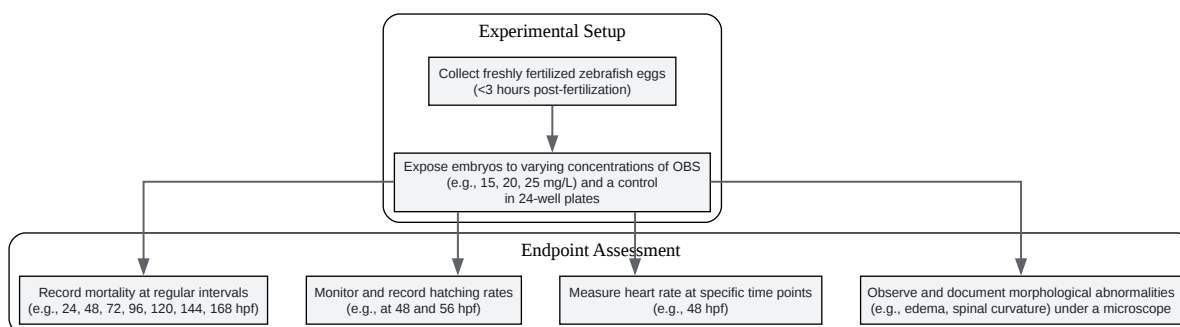 Experimental Setup
Collect freshly fertilized zebrafish eggs
(<3 hours post-fertilization)
Expose embryos to varying concentrations of OBS
(e.g., 15, 20, 25 mg/L) and a control
in 24-well plates
Endpoint Assessment
Record mortality at regular intervals
(e.g., 24, 48, 72, 96, 120, 144, 168 hpf)
Monitor and record hatching rates
(e.g., at 48 and 56 hpf)
Measure heart rate at specific time points
(e.g., 48 hpf)
Observe and document morphological abnormalities
(e.g., edema, spinal curvature) under a microscope